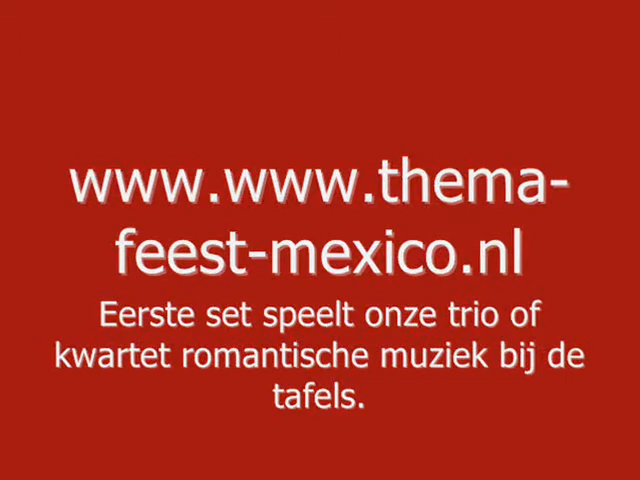 www.www.thema-
feest-mexico.nl
Eerste set speelt onze trio of
kwartet romantische muziek bij de
tafels.